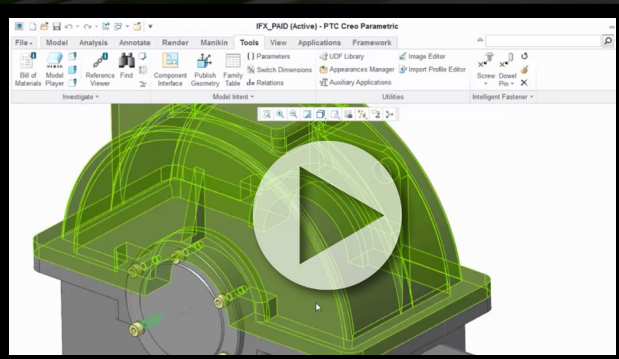 IFX_PAID (Active) - PTC Creo Parametric
File Model Analysis Annotate Render Manikin Tools View Applications Framework
Bill of Materials Model Player Reference Viewer Find Component Interface Publish Geometry Family Table [ ] Parameters UDF Library Image Editor Screw Dowel Pin
Switch Dimensions Appearances Manager Import Profile Editor
d= Relations Auxiliary Applications
Investigate Model Intent Utilities Intelligent Fastener